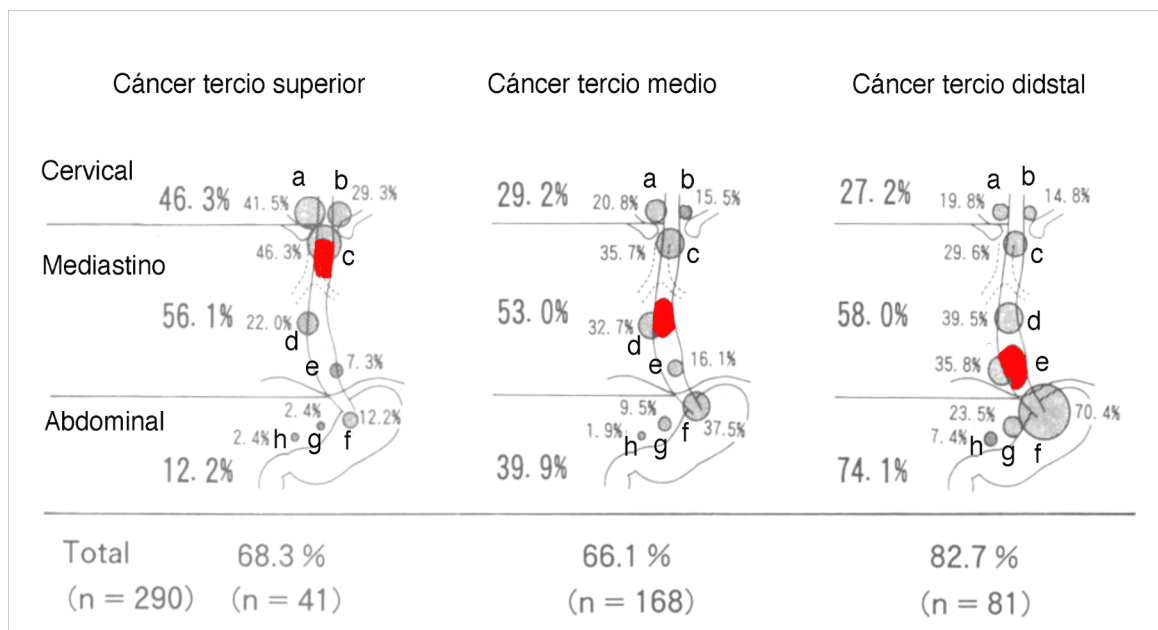 Cáncer tercio superior
Cáncer tercio medio
Cáncer tercio didstal
Cervical
46.3%
a
b
41.5%
29.3%
46.3%
c
Mediastino
56.1%
22.0%
d
e
7.3%
Abdominal
2.4%
12.2%
2.4%
h
g
f
12.2%
29.2%
a
b
20.8%
15.5%
35.7%
c
53.0%
32.7%
d
e
16.1%
9.5%
1.9%
h
g
f
37.5%
39.9%
27.2%
a
b
19.8%
14.8%
29.6%
c
58.0%
39.5%
d
35.8%
e
23.5%
70.4%
7.4%
h
g
f
74.1%
Total 68.3 % 66.1 % 82.7 %
(n = 290) (n = 41) (n = 168) (n = 81)